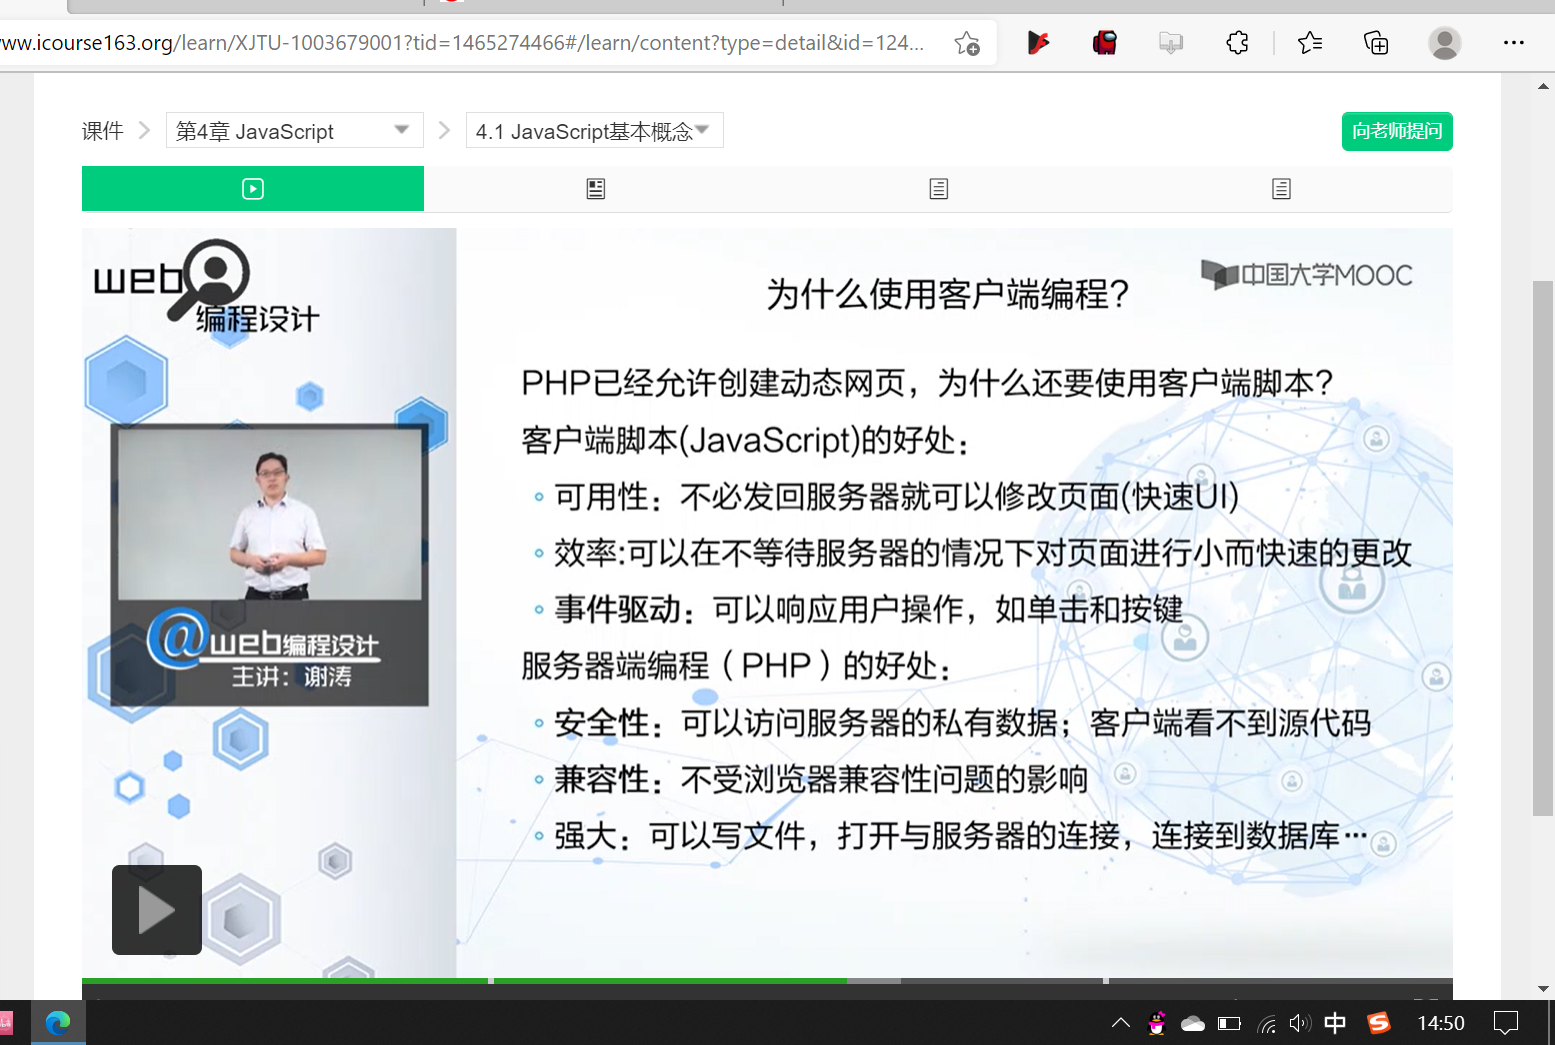 ww.icourse163.org/learn/XJTU-1003679001?tid=1465274466#/learn/content?type=detail&id=124...
课件
第4章 JavaScript
4.1 JavaScript基本概念
向老师提问
web
编程设计
中国大学MOOC
为什么使用客户端编程?
PHP已经允许创建动态网页，为什么还要使用客户端脚本?
客户端脚本(JavaScript)的好处：
可用性：不必发回服务器就可以修改页面(快速UI)
效率:可以在不等待服务器的情况下对页面进行小而快速的更改
事件驱动：可以响应用户操作，如单击和按键
服务器端编程（PHP）的好处：
安全性：可以访问服务器的私有数据；客户端看不到源代码
兼容性：不受浏览器兼容性问题的影响
强大：可以写文件，打开与服务器的连接，连接到数据库…
@web编程设计
主讲：谢涛
中
14:50